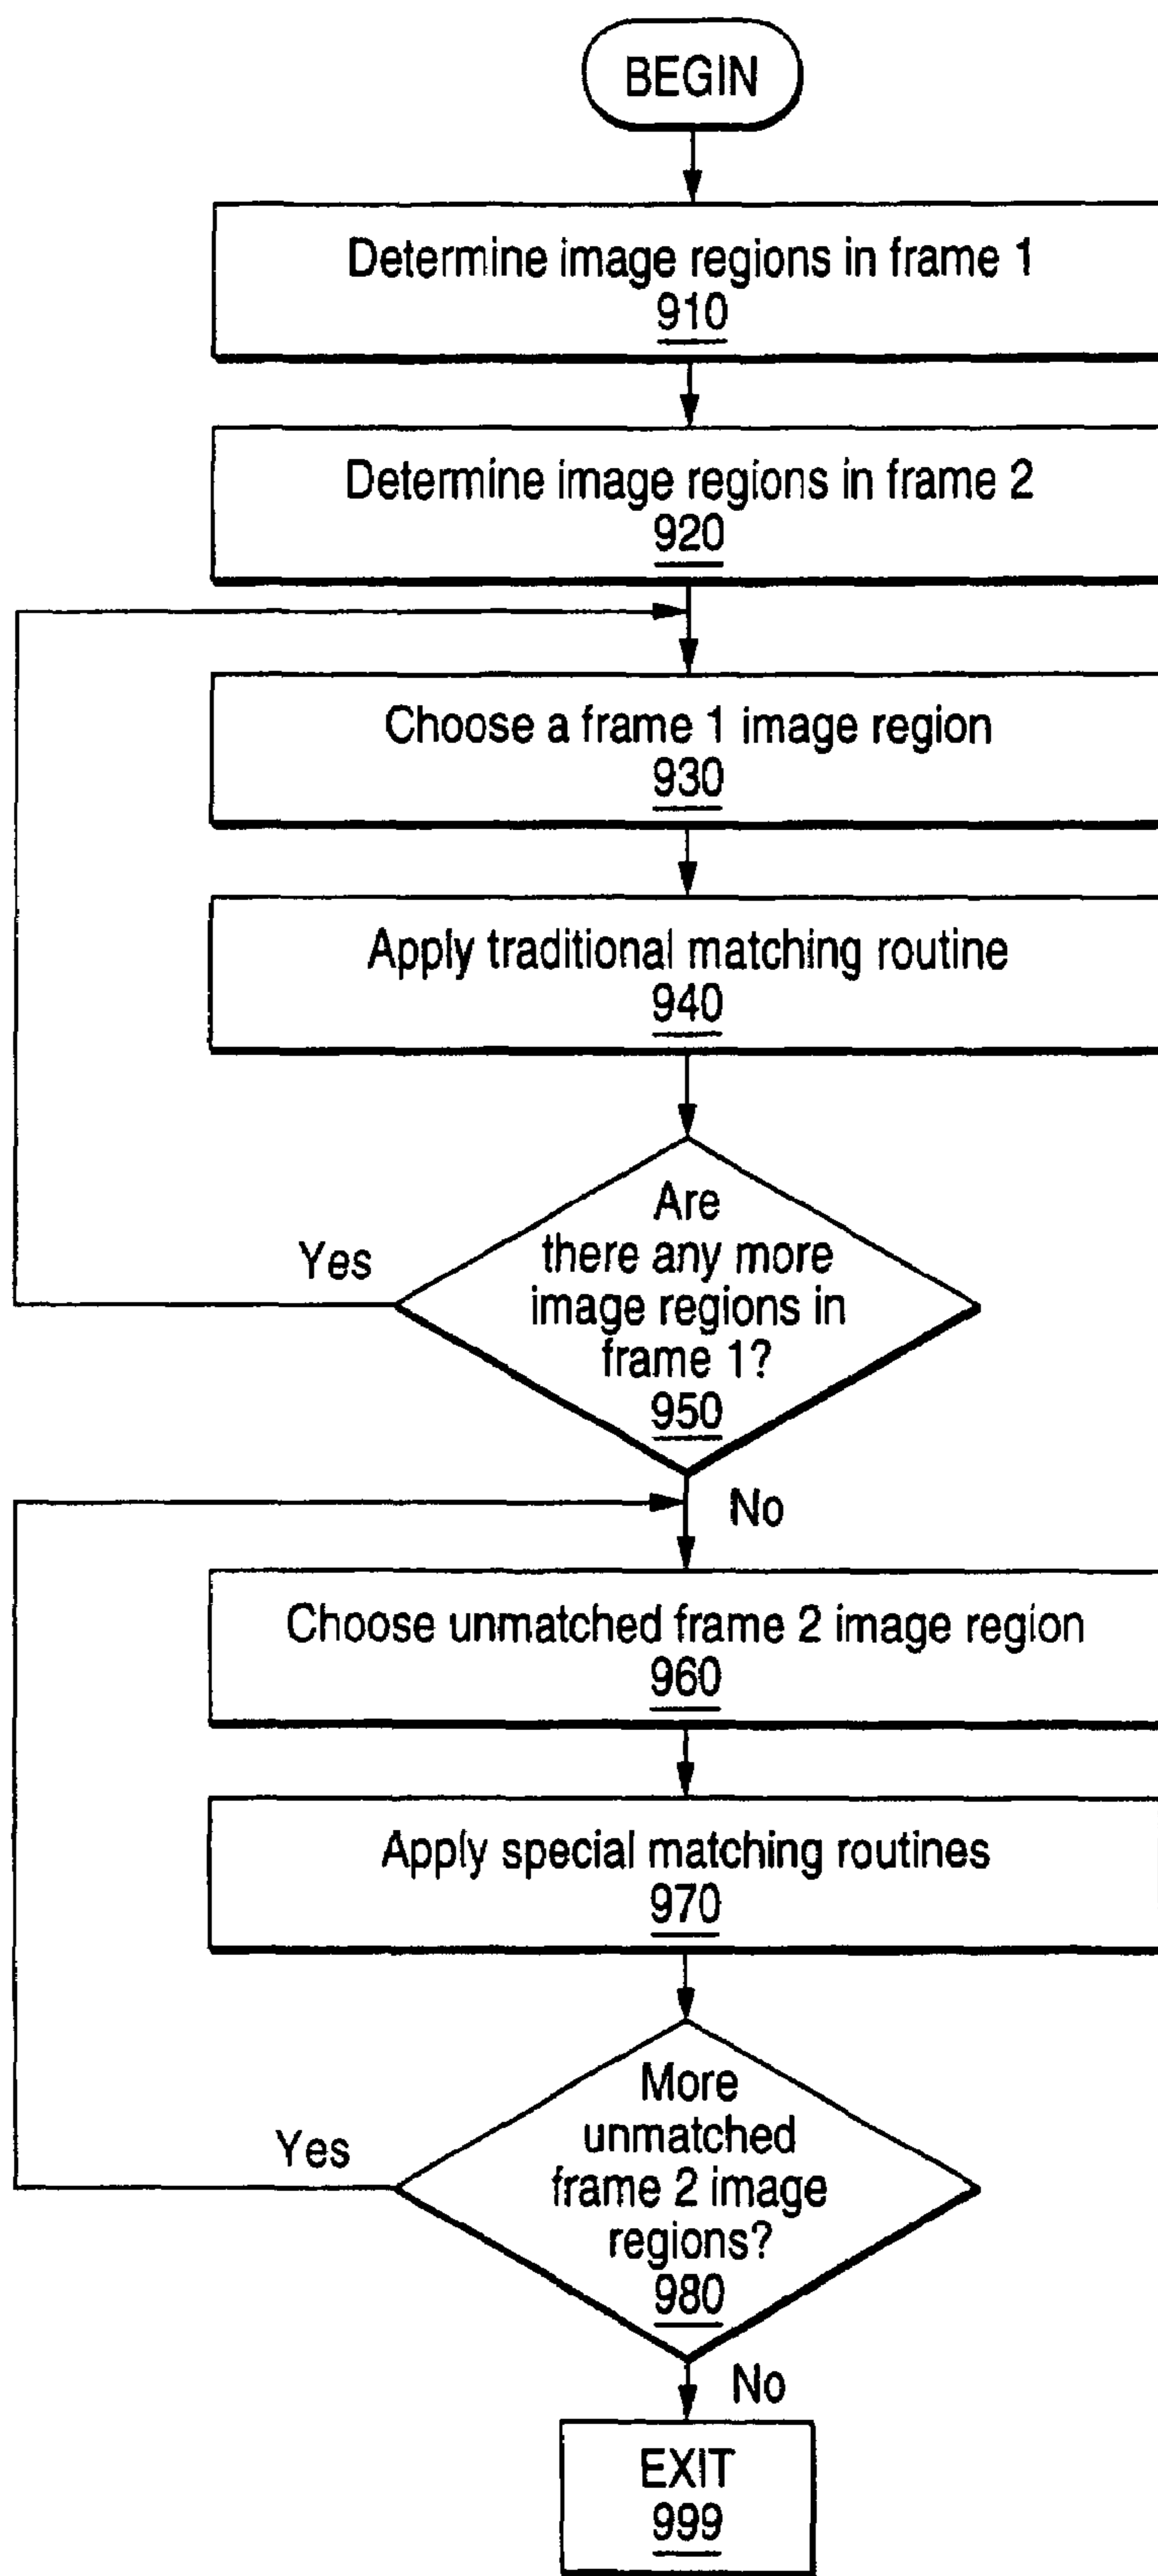 BEGIN
Determine image regions in frame 1
910
Determine image regions in frame 2
920
Choose a frame 1 image region
930
Apply traditional matching routine
940
Are
there any more
image regions in
frame 1?
950
Yes
No
Choose unmatched frame 2 image region
960
Apply special matching routines
970
More
unmatched
frame 2 image
regions?
980
Yes
No
EXIT
999